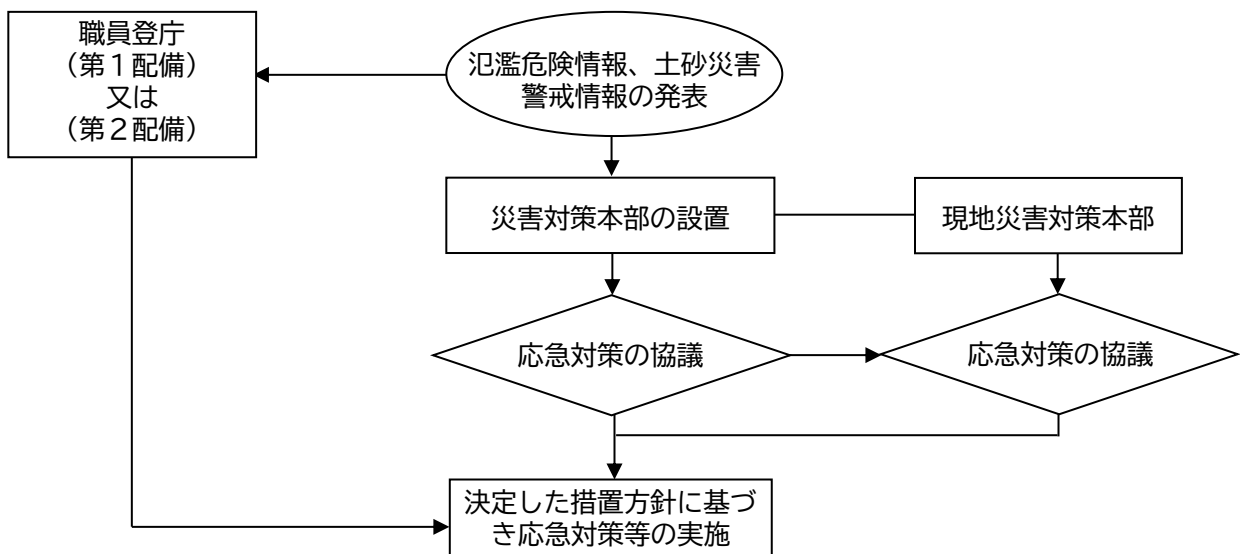 職員登庁
（第１配備）
又は
（第２配備）
氾濫危険情報、土砂災害
警戒情報の発表
災害対策本部の設置
現地災害対策本部
応急対策の協議
応急対策の協議
決定した措置方針に基づ
き応急対策等の実施